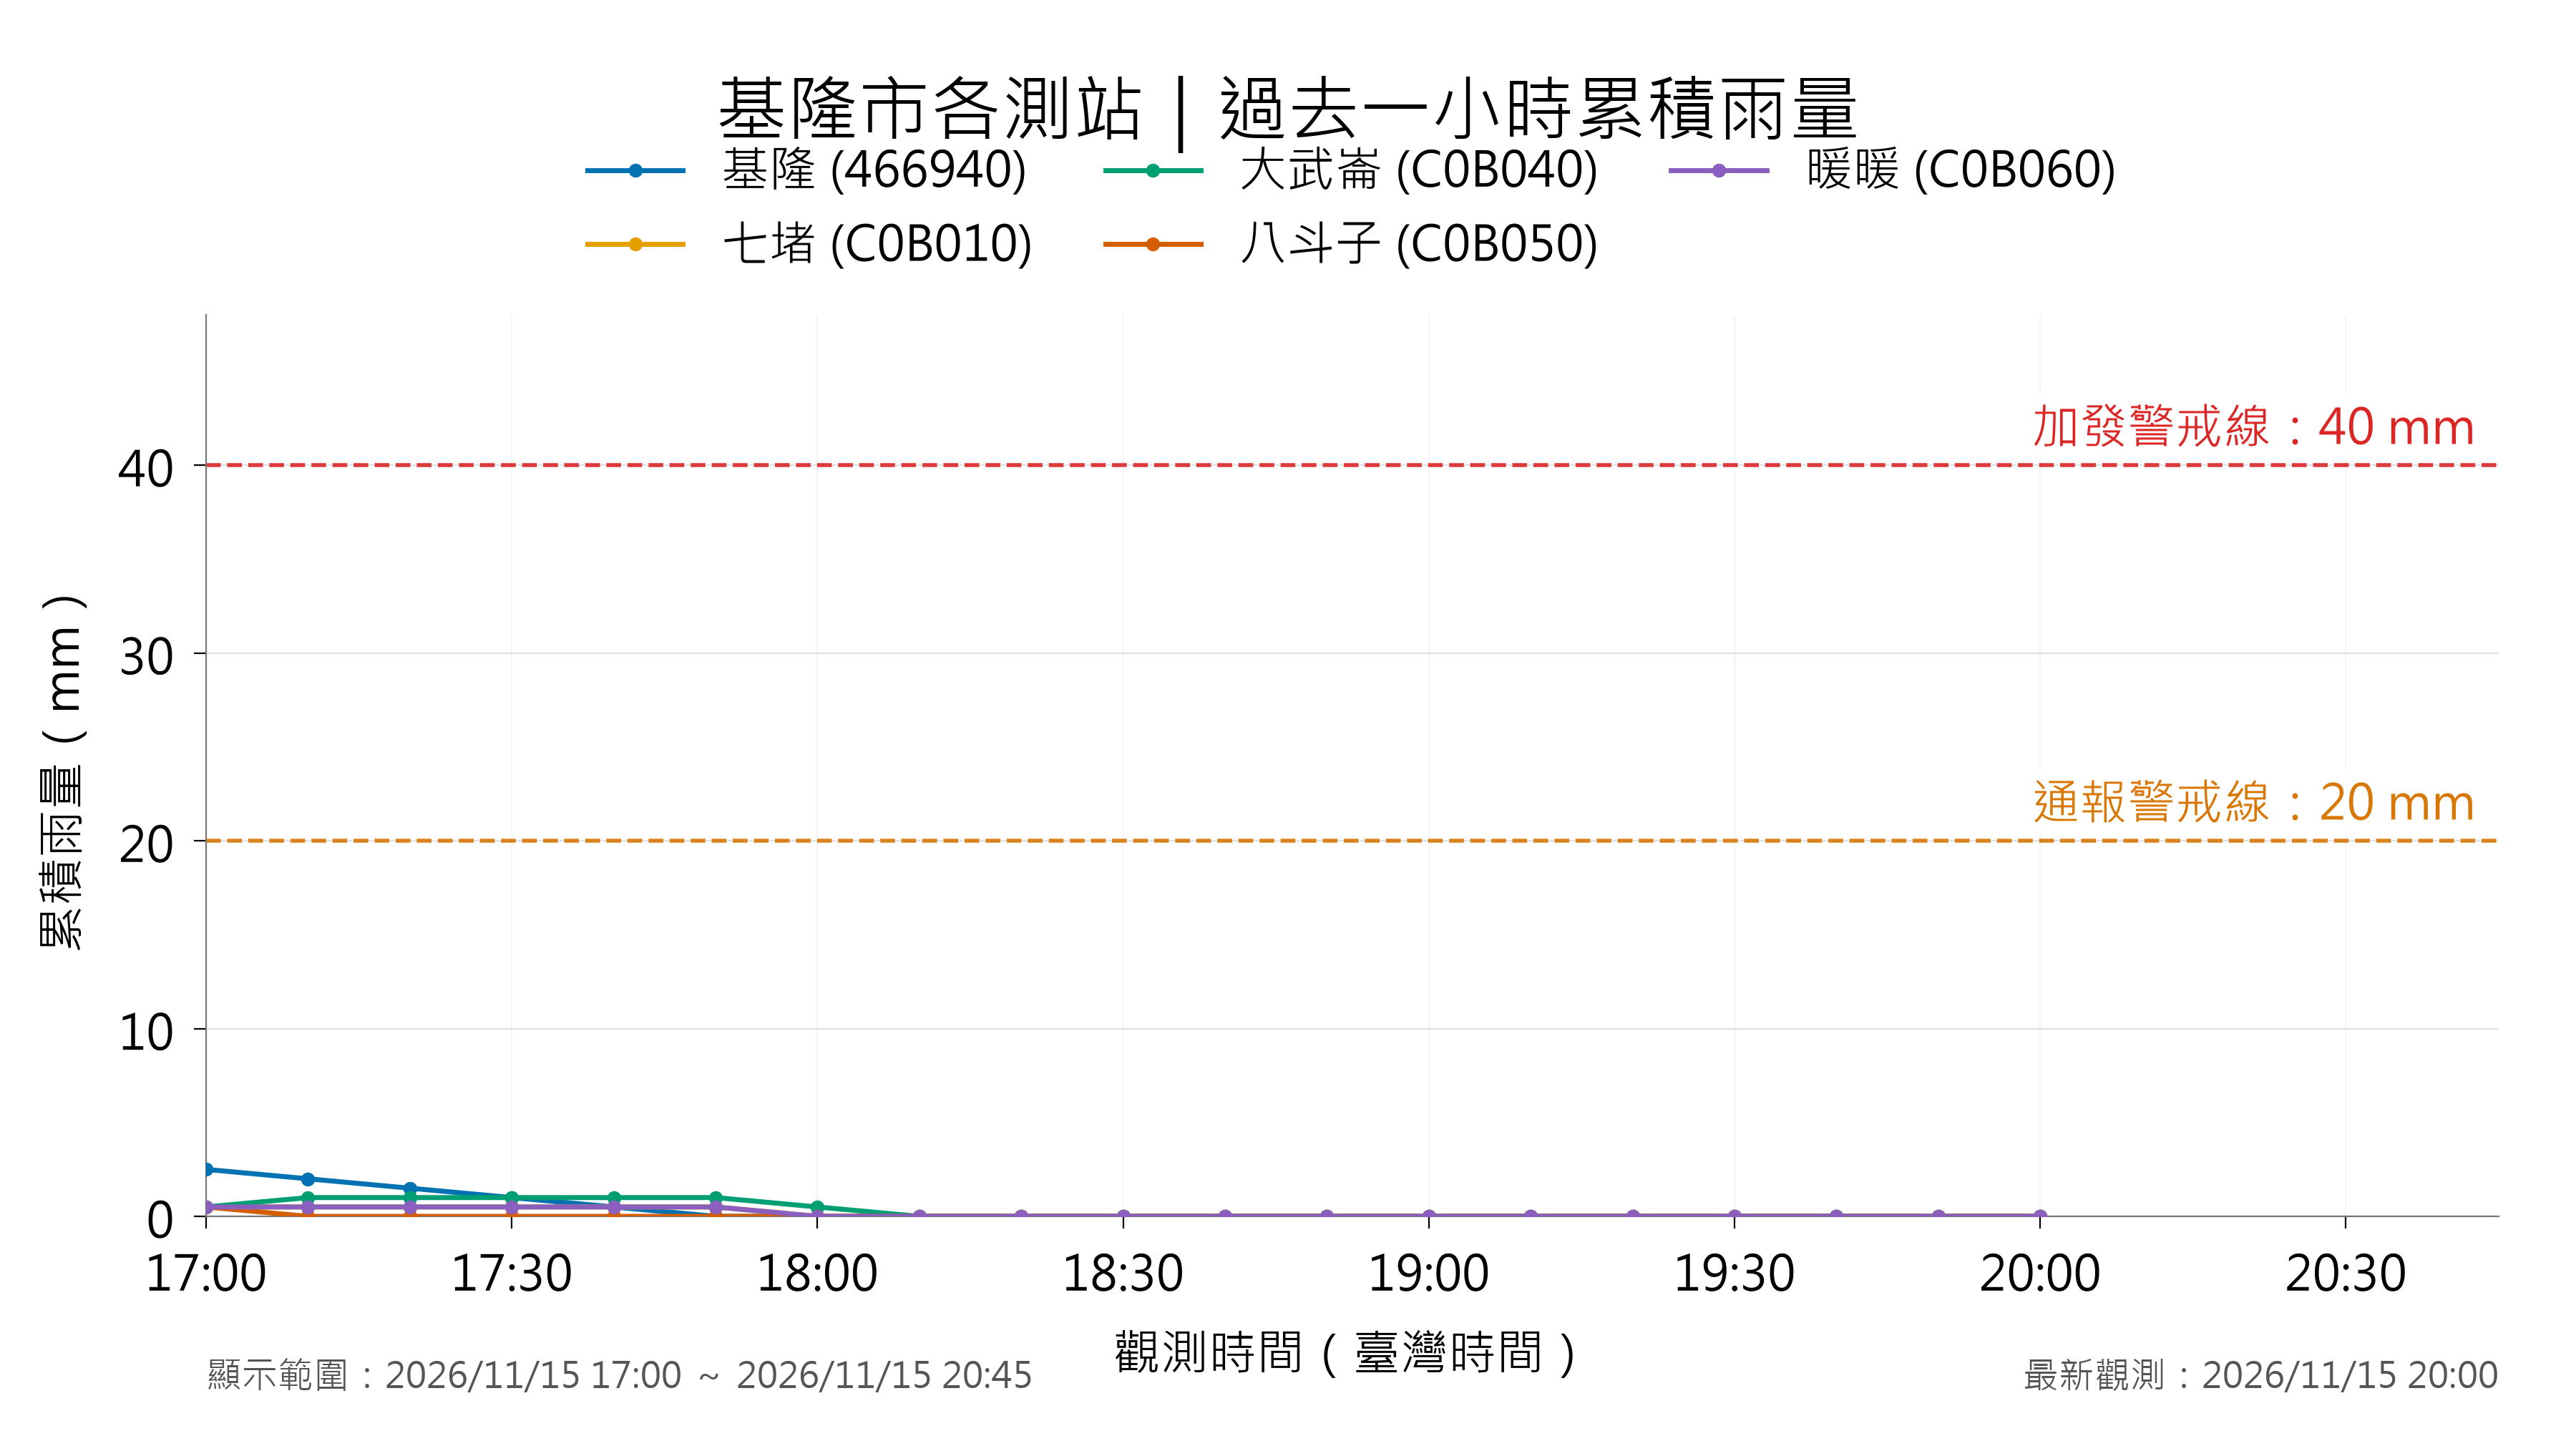 基隆市各測站｜過去一小時累積雨量
基隆 (466940)
大武崙 (C0B040)
暖暖 (C0B060)
七堵 (C0B010)
八斗子 (C0B050)
累積雨量（mm）
加發警戒線：40 mm
通報警戒線：20 mm
40
30
20
10
0
17:00 17:30 18:00 18:30 19:00 19:30 20:00 20:30
觀測時間（臺灣時間）
顯示範圍：2026/11/15 17:00 ~ 2026/11/15 20:45
最新觀測：2026/11/15 20:00